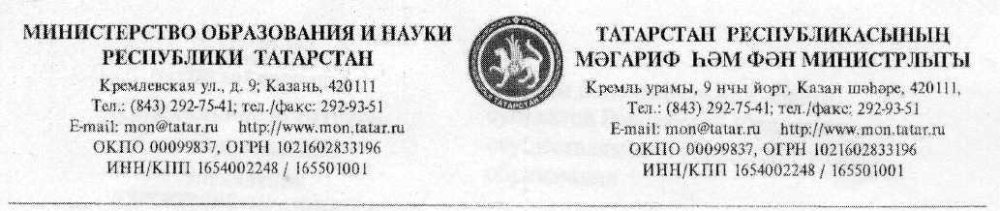 МИНИСТЕРСТВО ОБРАЗОВАНИЯ И НАУКИ
РЕСПУБЛИКИ ТАТАРСТАН
Кремлевская ул., д. 9; Казань, 420111
Тел.: (843) 292-75-41; тел./факс: 292-93-51
E-mail: mon@tatar.ru http://www.mon.tatar.ru
ОКПО 00099837, ОГРН 1021602833196
ИНН/КПП 1654002248 / 165501001
ТАТАРСТАН
ТАТАРСТАН РЕСПУБЛИКАСЫНЫҢ
МӘГАРИФ ҺӘМ ФӘН МИНИСТРЛЫГЫ
Кремль урамы, 9 нчы йорт, Казан шәһәре, 420111,
Тел.: (843) 292-75-41, тел./факс: 292-93-51
E-mail: mon@tatar.ru http://www.mon.tatar.ru
ОКПО 00099837, ОГРН 1021602833196
ИНН/КПП 1654002248 / 165501001